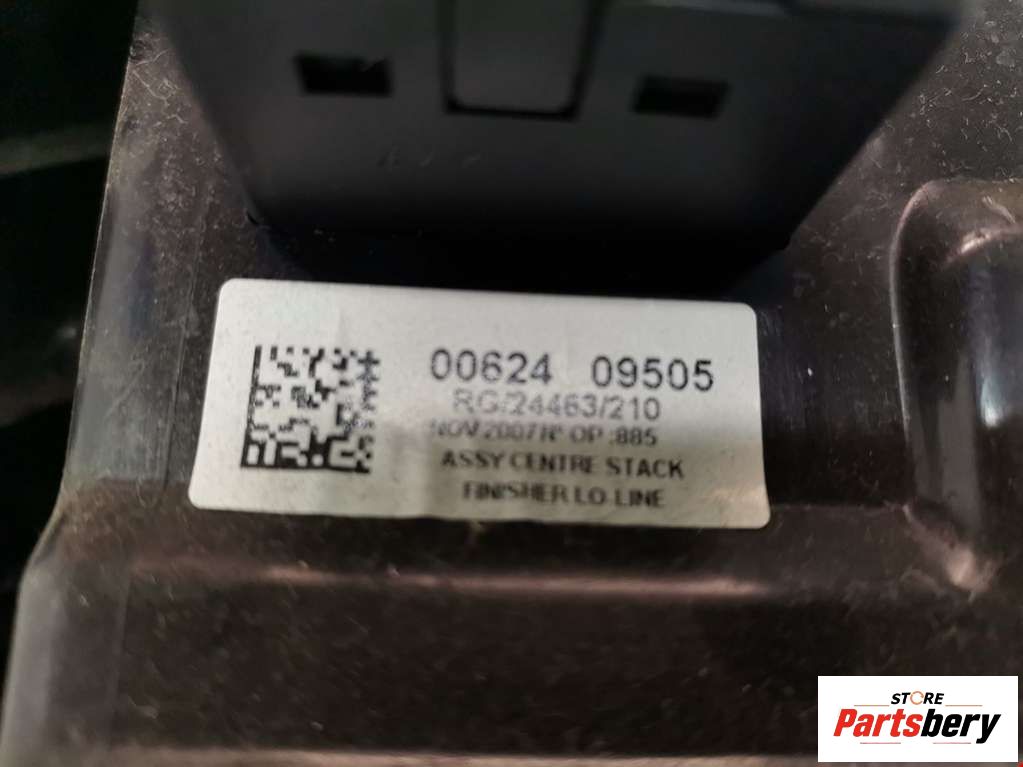 00624 09505
RG/24463/210
NOV 2007 Nº OP :885
ASSY CENTRE STACK
FINISHER LO-LINE
STORE
Partsbery